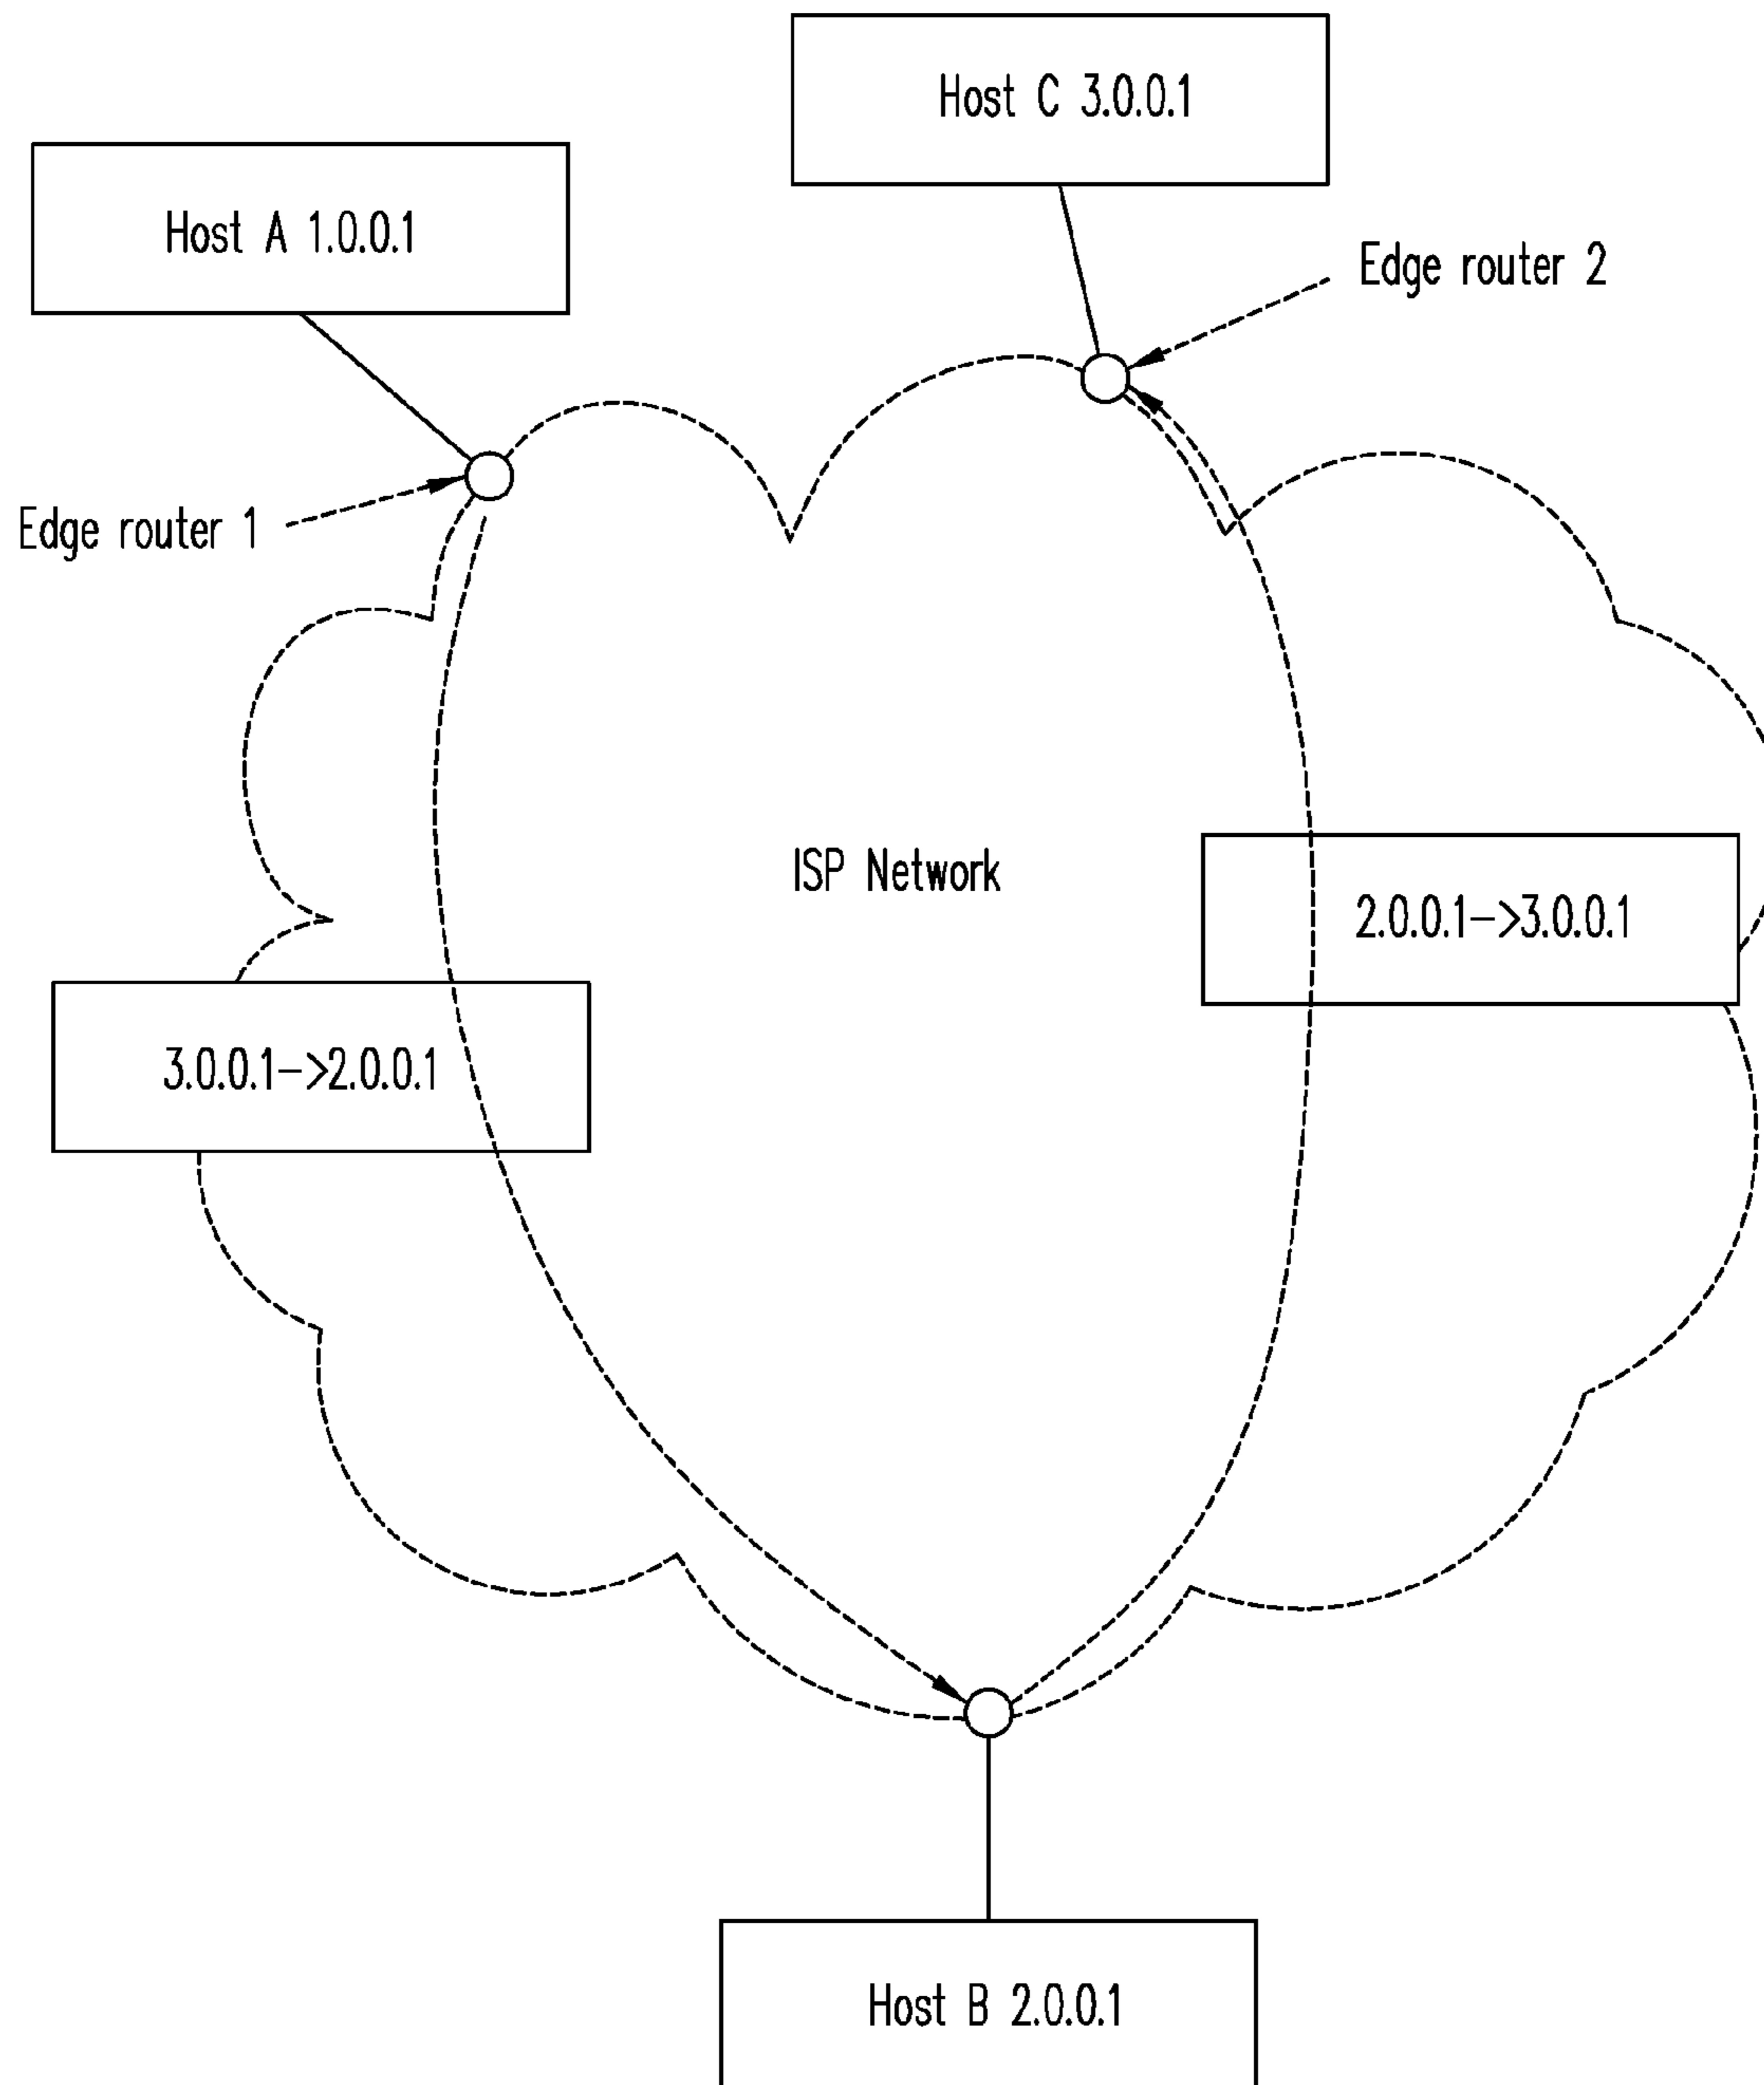 Host C 3.0.0.1
Host A 1.0.0.1
Edge router 2
Edge router 1
ISP Network
2.0.0.1->3.0.0.1
3.0.0.1->2.0.0.1
Host B 2.0.0.1